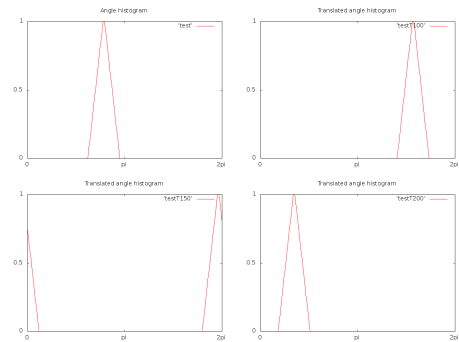 Angle histogram
'test'
1
0.5
0
0
pi
2pi
Translated angle histogram
'testT100'
1
0.5
0
0
pi
2pi
Translated angle histogram
'testT150'
1
0.5
0
0
pi
2pi
Translated angle histogram
'testT200'
1
0.5
0
0
pi
2pi